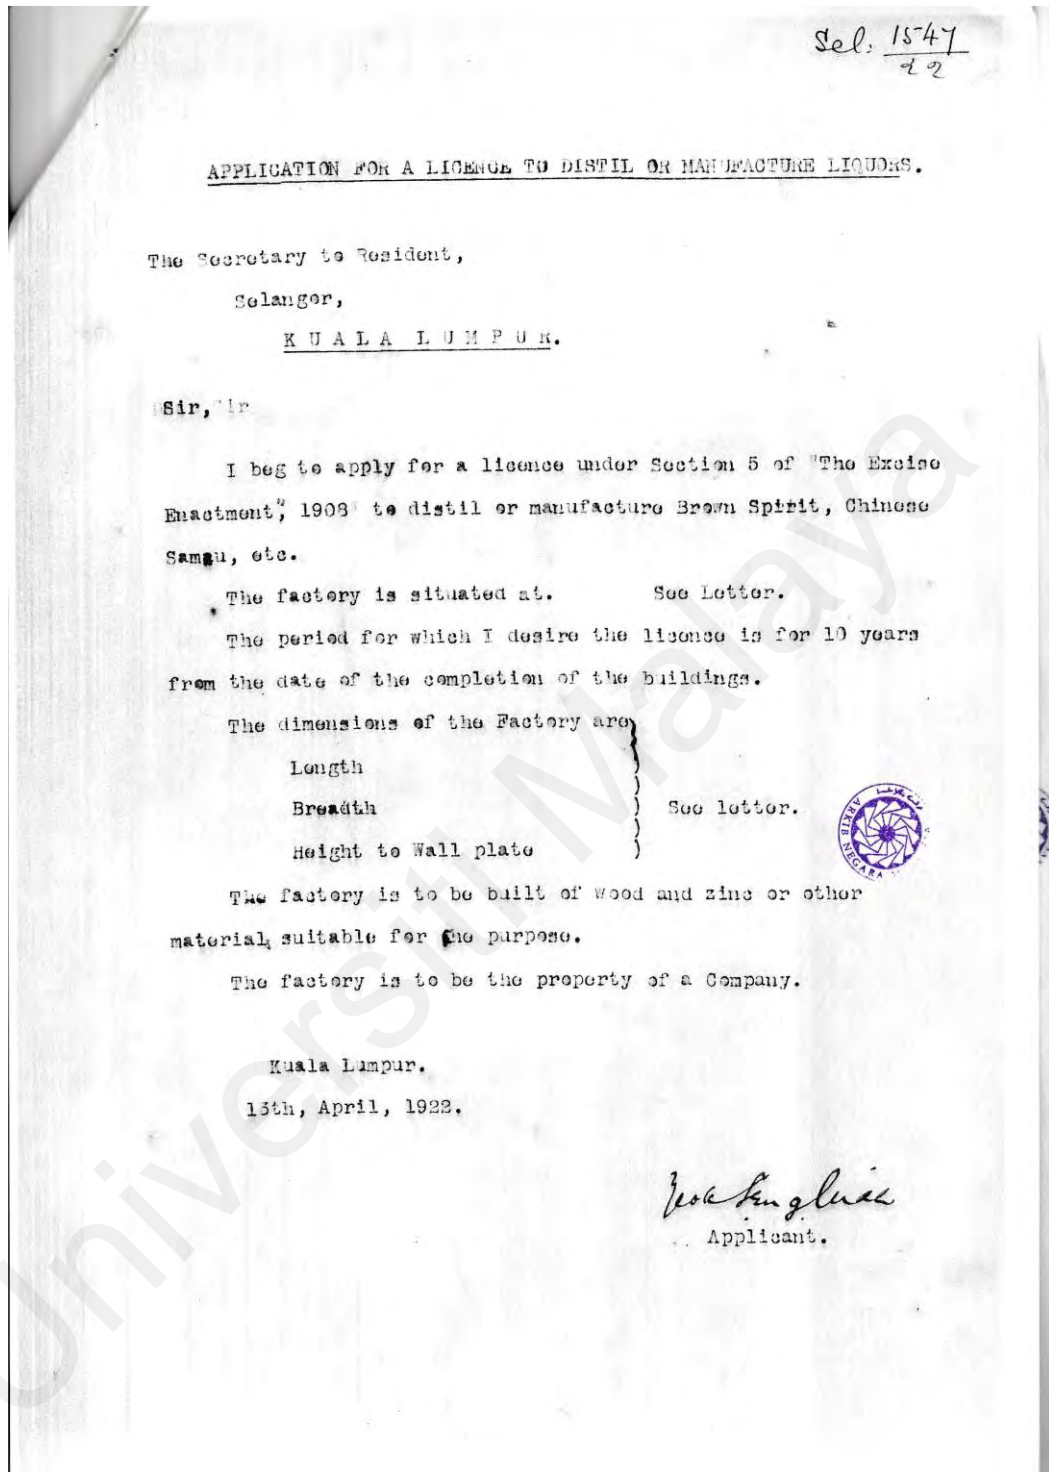 Sel. 1547
22
APPLICATION FOR A LICENCE TO DISTIL OR MANUFACTURE LIQUORS.
The Secretary to Resident,
Selangor,
KUALA LUMPUR.
Sir,
I beg to apply for a licence under Section 5 of "The Excise
Enactment", 1908 to distil or manufacture Brown Spirit, Chinese
Samsu, etc.
The factory is situated at. See Letter.
The period for which I desire the licence is for 10 years
from the date of the completion of the buildings.
The dimensions of the Factory are
Length
Breadth See letter.
Height to Wall plate
The factory is to be built of wood and zinc or other
material suitable for the purpose.
The factory is to be the property of a Company.
Kuala Lumpur.
13th, April, 1922.
Applicant.
ARKIB NEGARA
Universiti Malaya